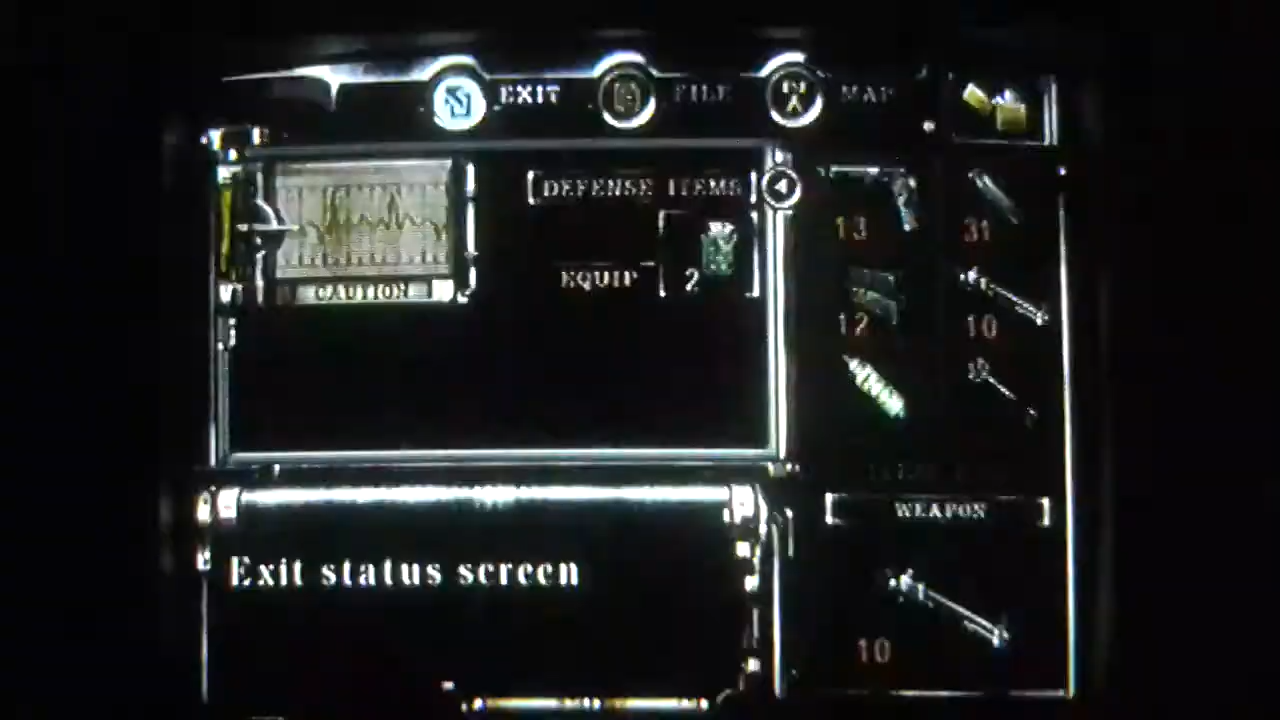 EXIT FILE MAP
DEFENSE ITEMS
13 31
EQUIP 2
CAUTION
12 10
WEAPON
Exit status screen
10